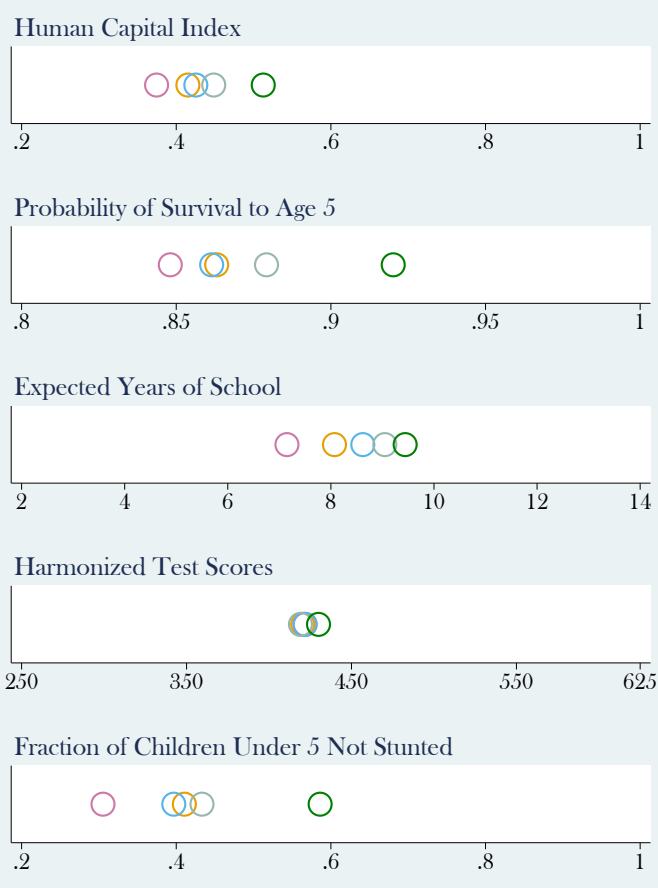 Human Capital Index
.2 .4 .6 .8 1
Probability of Survival to Age 5
.8 .85 .9 .95 1
Expected Years of School
2 4 6 8 10 12 14
Harmonized Test Scores
250 350 450 550 625
Fraction of Children Under 5 Not Stunted
.2 .4 .6 .8 1